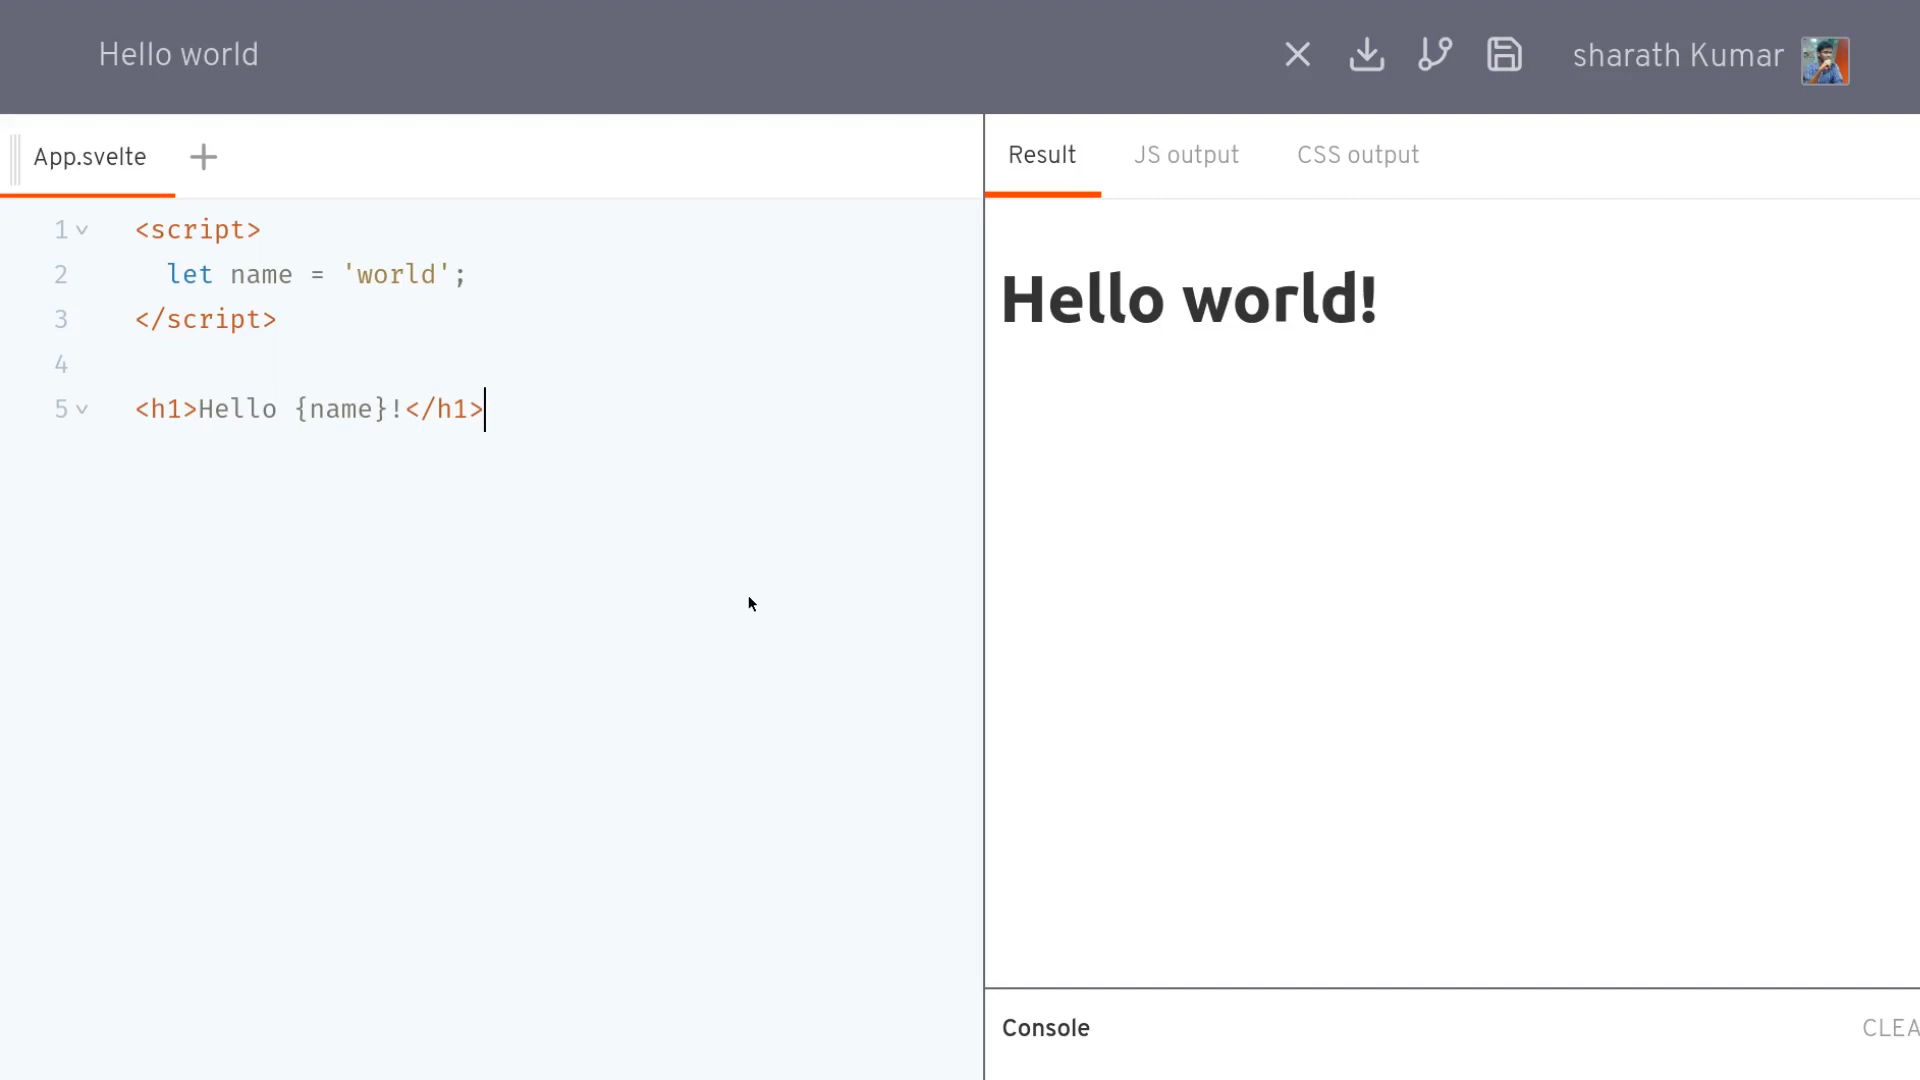 Hello world
sharath Kumar
App.svelte
Result JS output CSS output
1 <script>
2 let name = 'world';
3 </script>
4
5 <h1>Hello {name}!</h1>
Hello world!
Console
CLEA